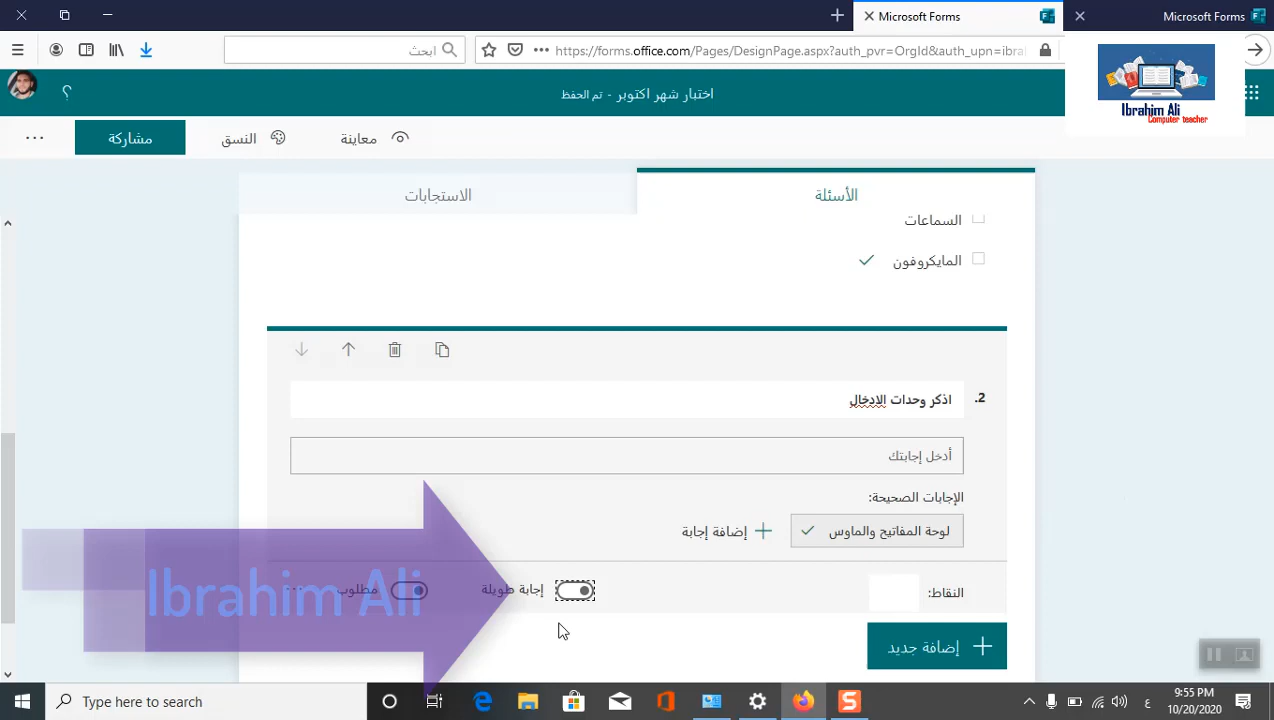 Microsoft Forms
Microsoft Forms
ابحث
https://forms.office.com/Pages/DesignPage.aspx?auth_pvr=OrgId&auth_upn=ibra
Ibrahim Ali
Computer teacher
اختبار شهر اكتوبر - تم الحفظ
؟
معاينة
النسق
مشاركة
الأسئلة
الاستجابات
السماعات
المايكروفون
2.
اذكر وحدات الادخال
أدخل إجابتك
الإجابات الصحيحة:
لوحة المفاتيح والماوس
إضافة إجابة
النقاط:
إجابة طويلة
مطلوب
Ibrahim Ali
إضافة جديد
Type here to search
ع
9:55 PM
10/20/2020